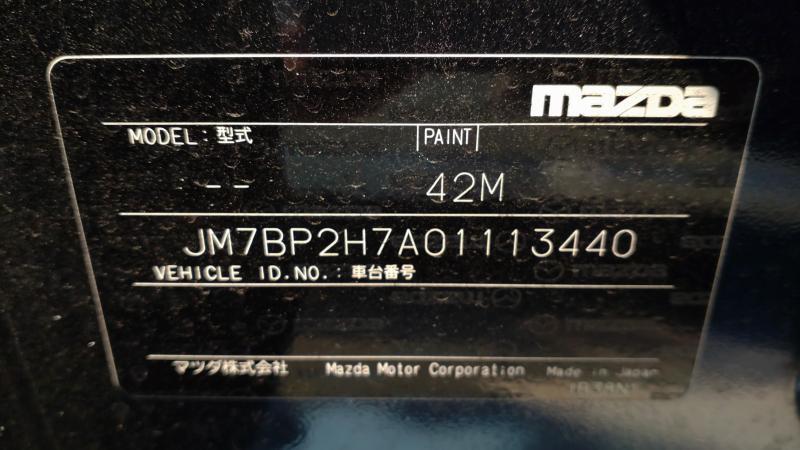 mazda
MODEL : 型式 PAINT
-- 42M
JM7BP2H7A01113440
VEHICLE ID.NO. : 車台番号
マツダ株式会社 Mazda Motor Corporation Made in Japan